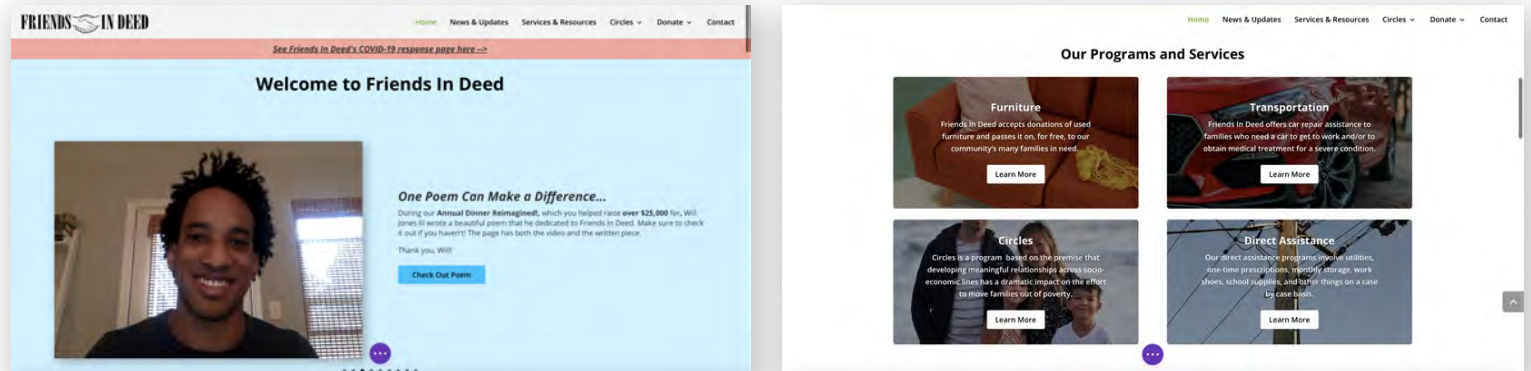 FRIENDS IN DEED
Home News & Updates Services & Resources Circles Donate Contact
See Friends In Deed's COVID-19 response page here -->
Welcome to Friends In Deed
One Poem Can Make a Difference...
During our Annual Dinner Reimagined!, which you helped raise over $25,000 for, Will
Jones III wrote a beautiful poem that he dedicated to Friends In Deed. Make sure to check
it out if you haven't! The page has both the video and the written piece.
Thank you, Will!
Check Out Poem
Home News & Updates Services & Resources Circles Donate Contact
Our Programs and Services
Furniture
Friends In Deed accepts donations of used
furniture and passes it on, for free, to our
community's many families in need.
Learn More
Transportation
Friends In Deed offers car repair assistance to
families who need a car to get to work and/or to
obtain medical treatment for a severe condition.
Learn More
Circles
Circles is a program based on the premise that
developing meaningful relationships across socio-
economic lines has a dramatic impact on the effort
to move families out of poverty.
Learn More
Direct Assistance
Our direct assistance programs involve utilities,
one-time prescriptions, monthly storage, work
shoes, school supplies, and other things on a case
by case basis.
Learn More